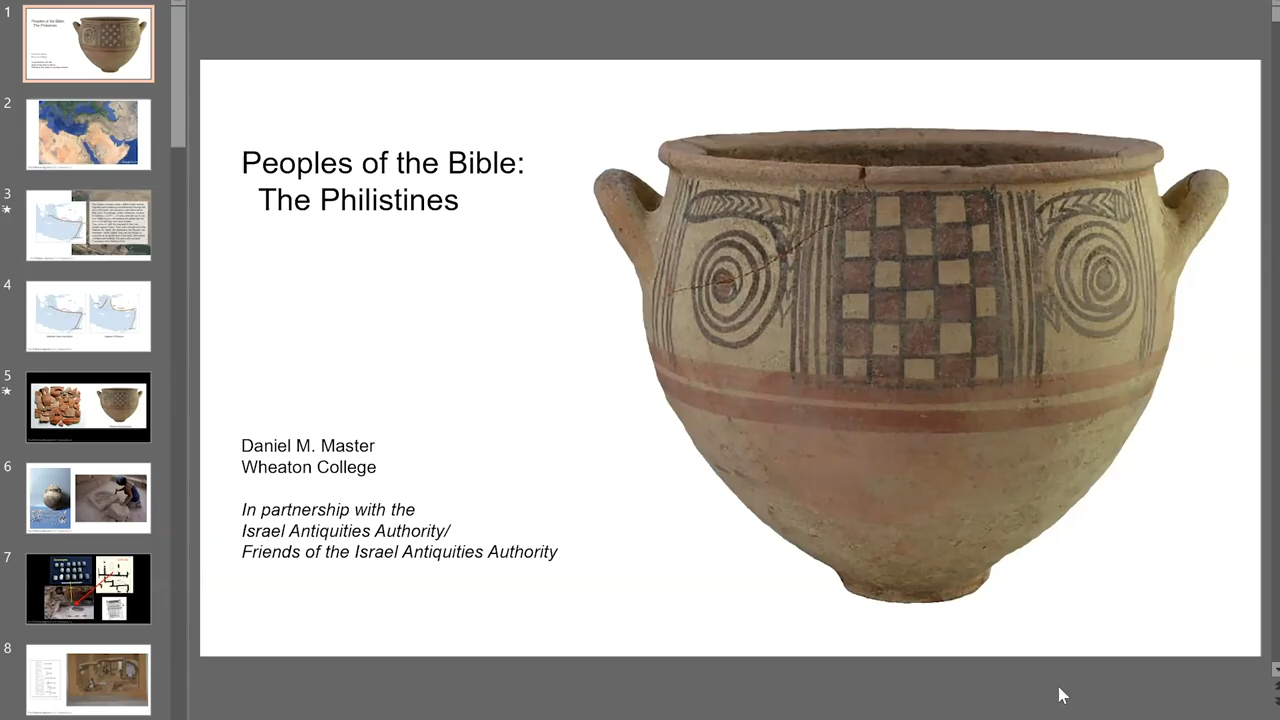 1
2
3
4
5
6
7
8
Peoples of the Bible:
The Philistines
Daniel M. Master
Wheaton College
In partnership with the
Israel Antiquities Authority/
Friends of the Israel Antiquities Authority